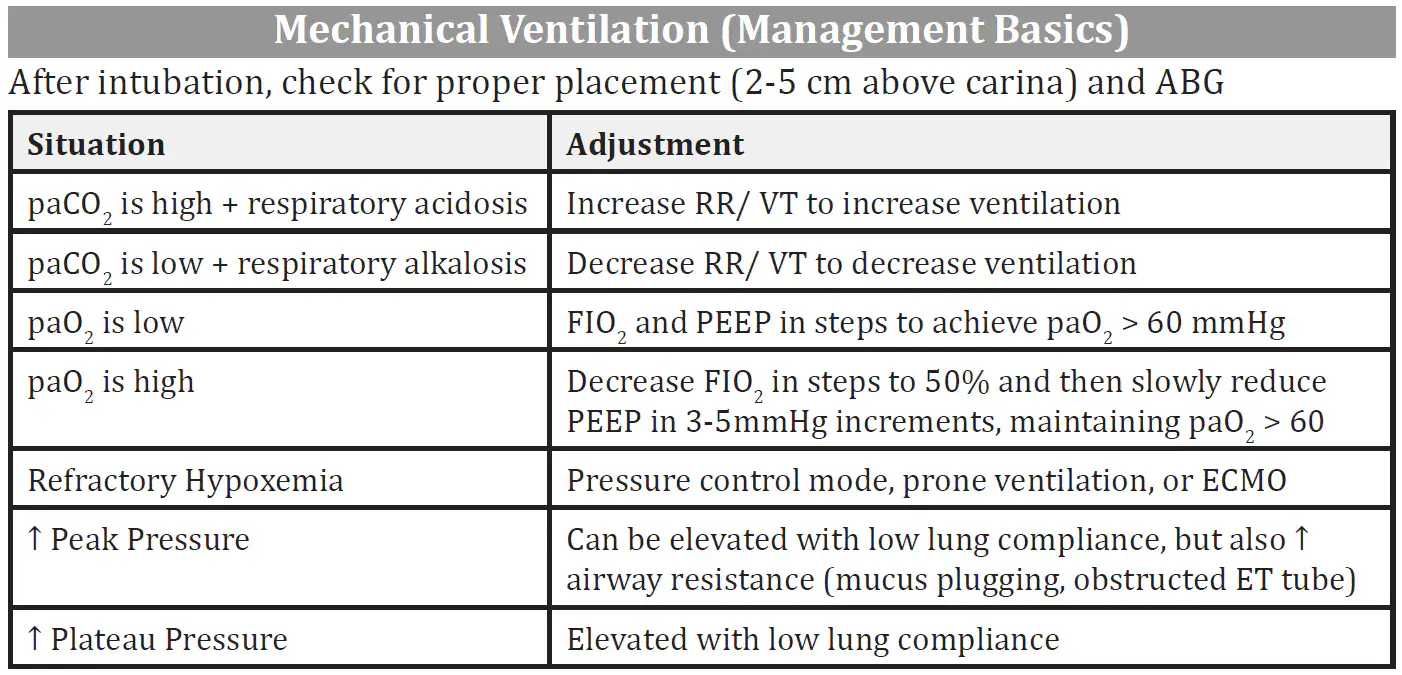 Mechanical Ventilation (Management Basics)
After intubation, check for proper placement (2-5 cm above carina) and ABG
Situation
Adjustment
paCO₂ is high + respiratory acidosis
Increase RR/ VT to increase ventilation
paCO₂ is low + respiratory alkalosis
Decrease RR/ VT to decrease ventilation
paO₂ is low
FIO₂ and PEEP in steps to achieve paO₂ > 60 mmHg
paO₂ is high
Decrease FIO₂ in steps to 50% and then slowly reduce
PEEP in 3-5mmHg increments, maintaining paO₂ > 60
Refractory Hypoxemia
Pressure control mode, prone ventilation, or ECMO
↑ Peak Pressure
Can be elevated with low lung compliance, but also ↑
airway resistance (mucus plugging, obstructed ET tube)
↑ Plateau Pressure
Elevated with low lung compliance